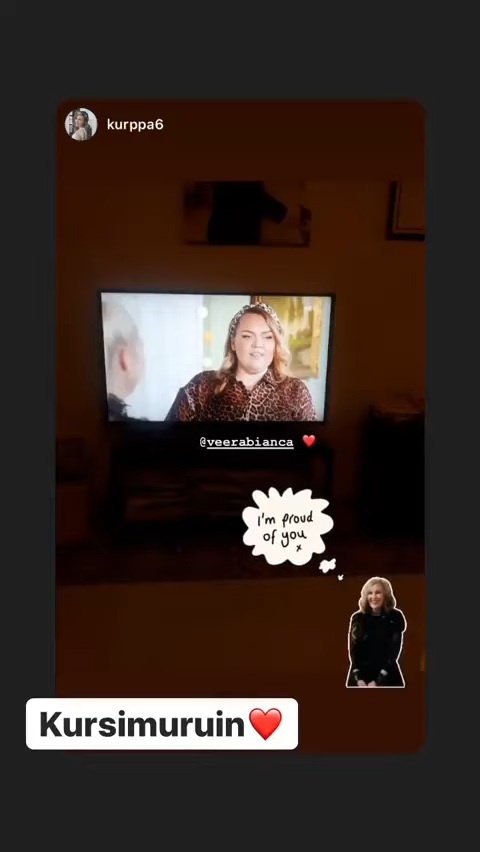 kurppa6
@veerabianca ❤️
I'm proud
of you
x
Kursimuruin❤️